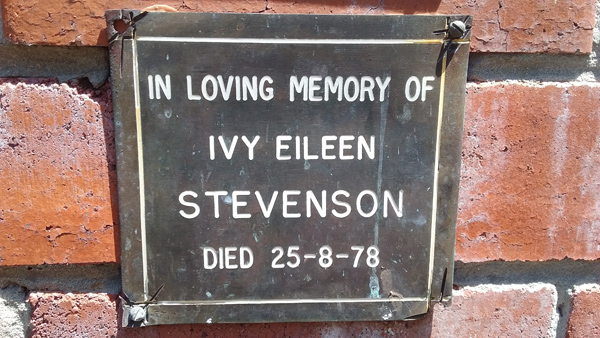 IN LOVING MEMORY OF
IVY EILEEN
STEVENSON
DIED 25-8-78